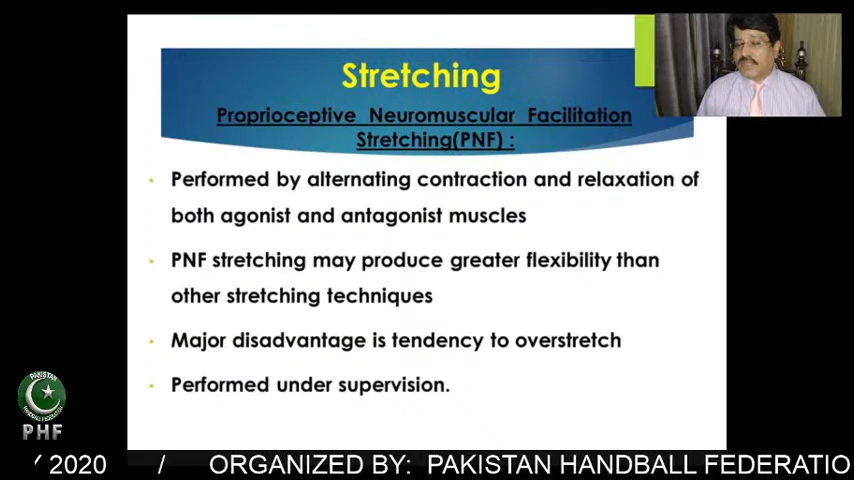 Stretching
Proprioceptive Neuromuscular Facilitation
Stretching(PNF) :
• Performed by alternating contraction and relaxation of
both agonist and antagonist muscles
• PNF stretching may produce greater flexibility than
other stretching techniques
• Major disadvantage is tendency to overstretch
• Performed under supervision.
PHF
2020 / ORGANIZED BY: PAKISTAN HANDBALL FEDERATIO